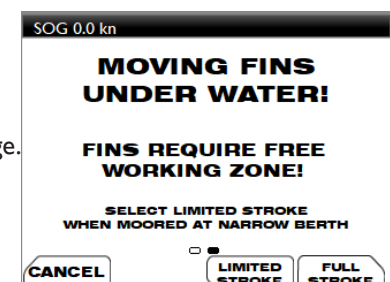 SOG 0.0 kn
MOVING FINS
UNDER WATER!
ge.
FINS REQUIRE FREE
WORKING ZONE!
SELECT LIMITED STROKE
WHEN MOORED AT NARROW BERTH
CANCEL
LIMITED
STROKE
FULL
STROKE